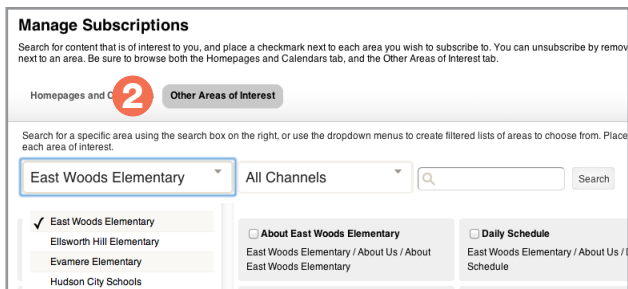 Manage Subscriptions
Search for content that is of interest to you, and place a checkmark next to each area you wish to subscribe to. You can unsubscribe by
next to an area. Be sure to browse both the Homepages and Calendars tab, and the Other Areas of Interest tab.
Homepages and
2
Other Areas of Interest
Search for a specific area using the search box on the right, or use the dropdown menus to create filtered lists of areas to choose from. Place
each area of interest.
East Woods Elementary
All Channels
Search
✓ East Woods Elementary
Ellsworth Hill Elementary
Evamere Elementary
Hudson City Schools
About East Woods Elementary
East Woods Elementary / About Us / About
East Woods Elementary
Daily Schedule
East Woods Elementary / About Us /
Schedule